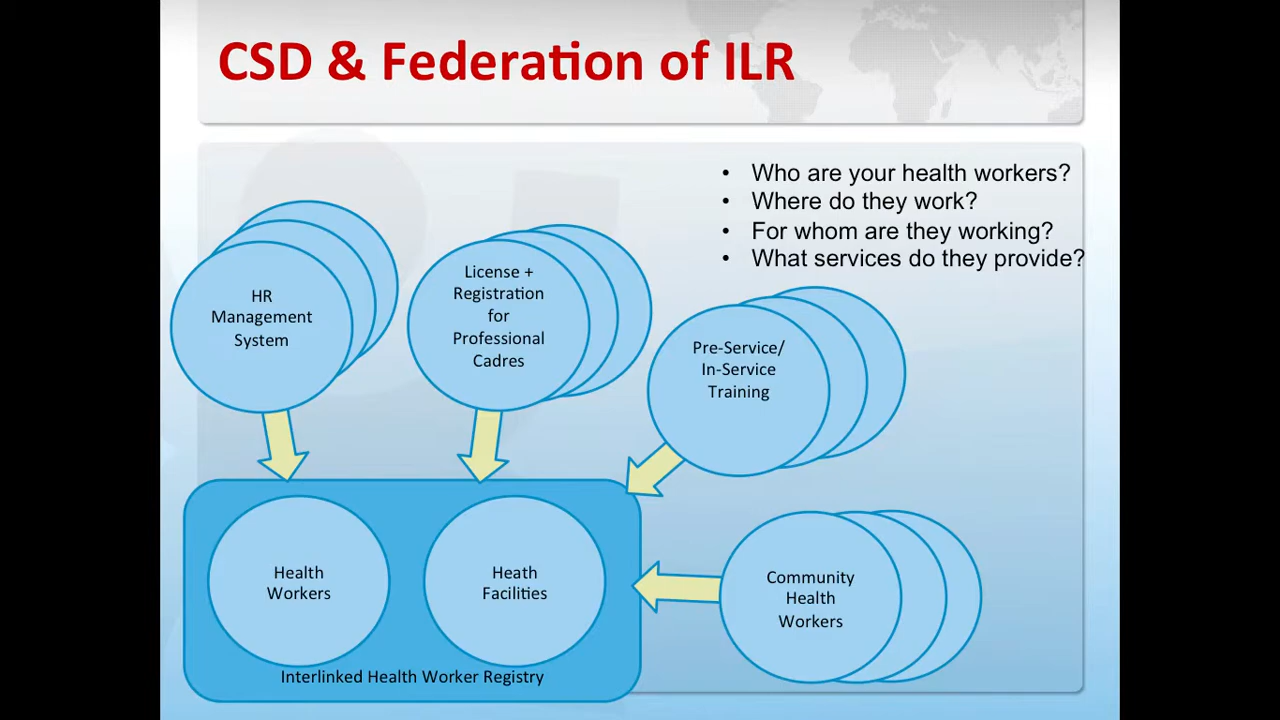 CSD & Federation of ILR
• Who are your health workers?
• Where do they work?
• For whom are they working?
• What services do they provide?
HR
Management
System
License +
Registration
for
Professional
Cadres
Pre-Service/
In-Service
Training
Health
Workers
Heath
Facilities
Community
Health
Workers
Interlinked Health Worker Registry